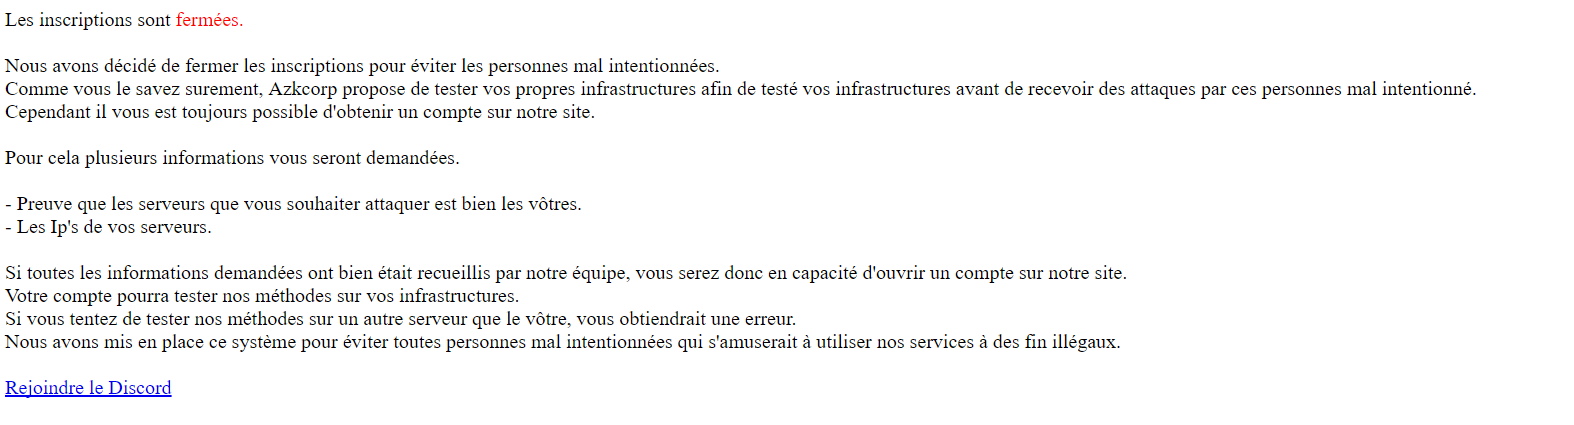 Les inscriptions sont fermées.
Nous avons décidé de fermer les inscriptions pour éviter les personnes mal intentionnées.
Comme vous le savez surement, Azkcorp propose de tester vos propres infrastructures afin de testé vos infrastructures avant de recevoir des attaques par ces personnes mal intentionné.
Cependant il vous est toujours possible d'obtenir un compte sur notre site.
Pour cela plusieurs informations vous seront demandées.
- Preuve que les serveurs que vous souhaiter attaquer est bien les vôtres.
- Les Ip's de vos serveurs.
Si toutes les informations demandées ont bien était recueillis par notre équipe, vous serez donc en capacité d'ouvrir un compte sur notre site.
Votre compte pourra tester nos méthodes sur vos infrastructures.
Si vous tentez de tester nos méthodes sur un autre serveur que le vôtre, vous obtiendrait une erreur.
Nous avons mis en place ce système pour éviter toutes personnes mal intentionnées qui s'amuserait à utiliser nos services à des fin illégaux.
Rejoindre le Discord